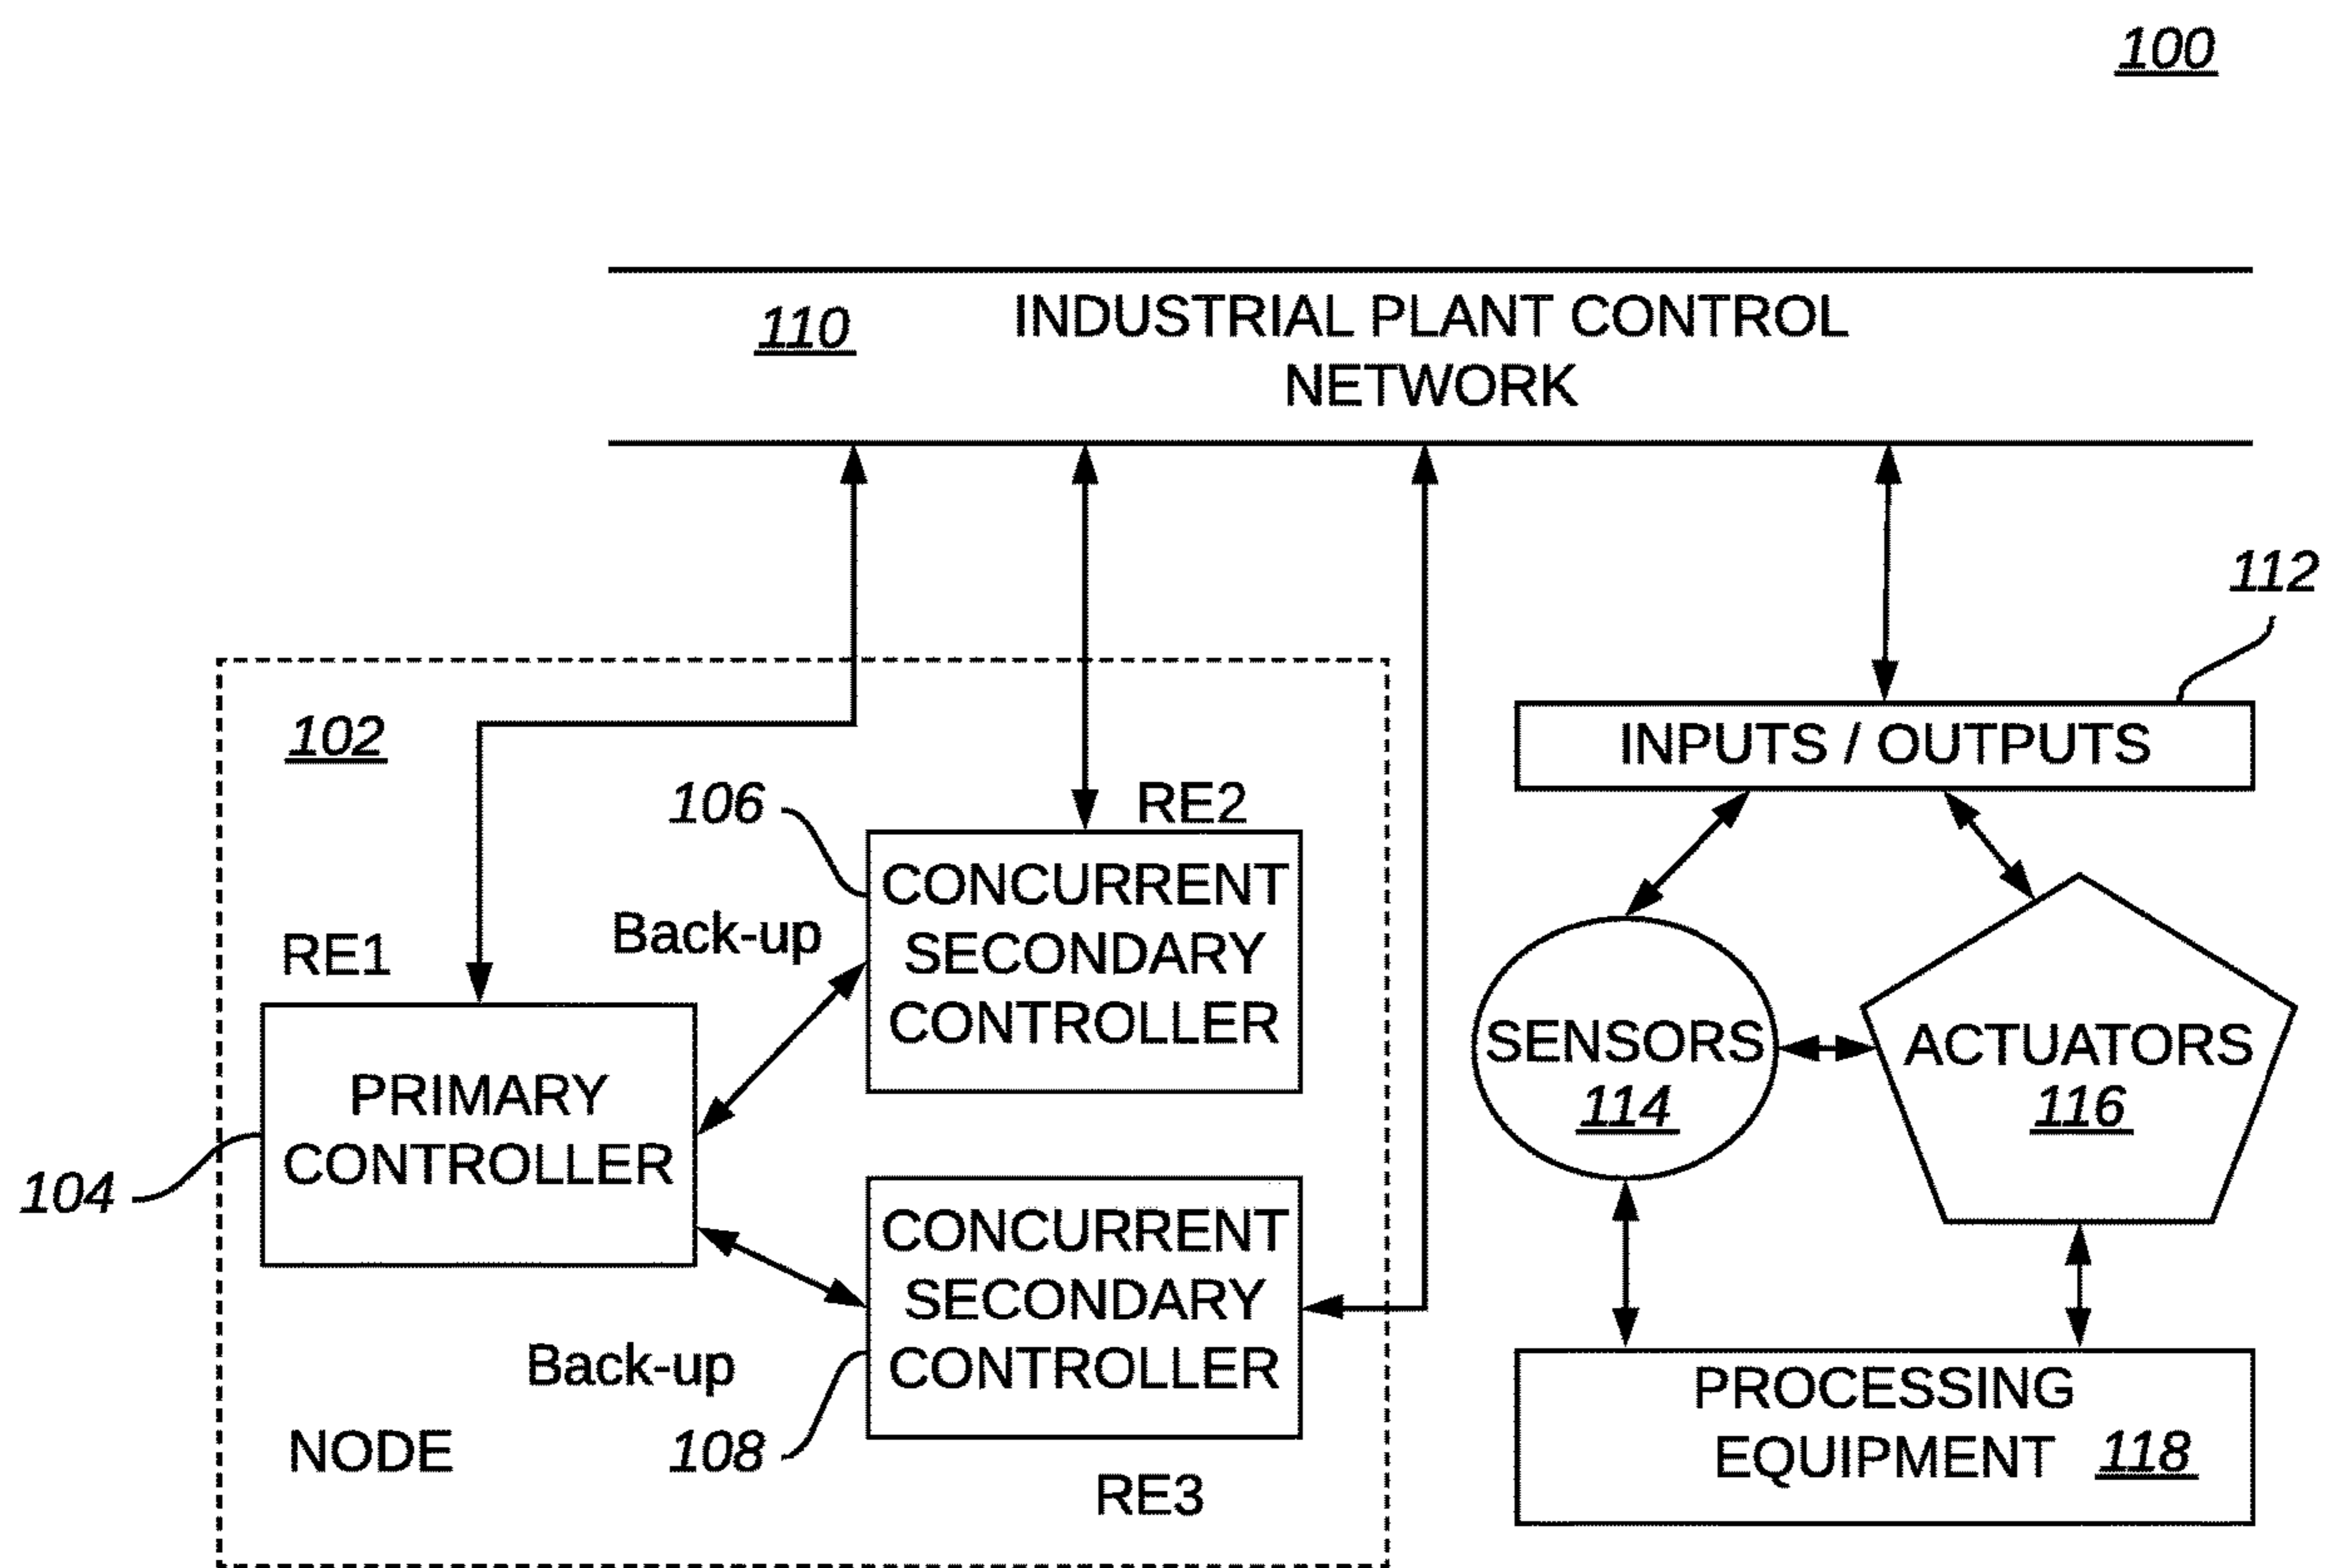 100
110
INDUSTRIAL PLANT CONTROL
NETWORK
112
102
INPUTS / OUTPUTS
106
RE2
CONCURRENT
SECONDARY
CONTROLLER
Back-up
RE1
PRIMARY
CONTROLLER
104
SENSORS
114
ACTUATORS
116
CONCURRENT
SECONDARY
CONTROLLER
Back-up
108
NODE
RE3
PROCESSING
EQUIPMENT 118